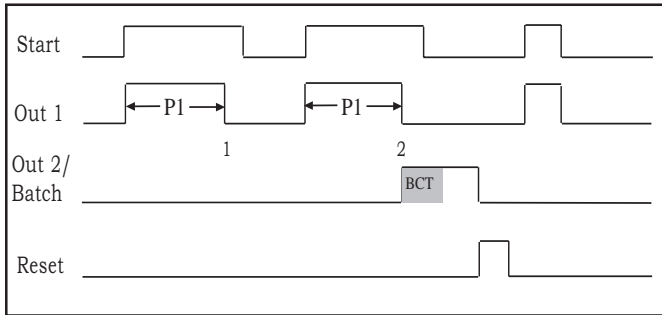 Start
Out 1
P1
P1
1
2
Out 2/
Batch
BCT
Reset